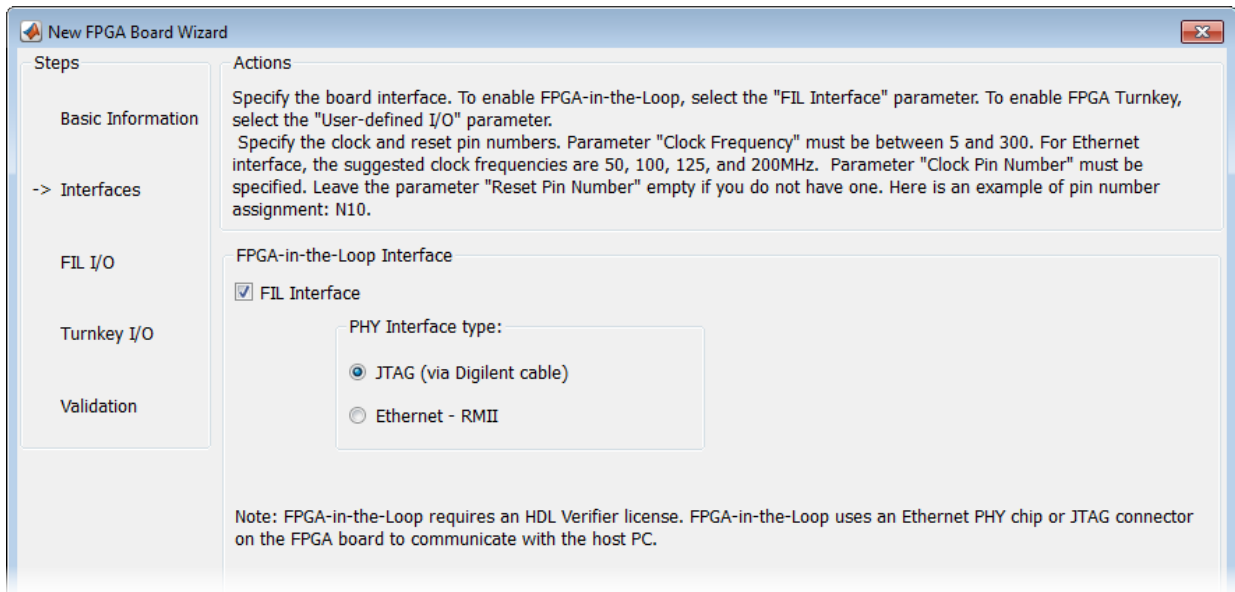 New FPGA Board Wizard
Steps
Basic Information
-> Interfaces
FIL I/O
Turnkey I/O
Validation
Actions
Specify the board interface. To enable FPGA-in-the-Loop, select the "FIL Interface" parameter. To enable FPGA Turnkey,
select the "User-defined I/O" parameter.
Specify the clock and reset pin numbers. Parameter "Clock Frequency" must be between 5 and 300. For Ethernet
interface, the suggested clock frequencies are 50, 100, 125, and 200MHz.  Parameter "Clock Pin Number" must be
specified. Leave the parameter "Reset Pin Number" empty if you do not have one. Here is an example of pin number
assignment: N10.
FPGA-in-the-Loop Interface
FIL Interface
PHY Interface type:
JTAG (via Digilent cable)
Ethernet - RMII
Note: FPGA-in-the-Loop requires an HDL Verifier license. FPGA-in-the-Loop uses an Ethernet PHY chip or JTAG connector
on the FPGA board to communicate with the host PC.